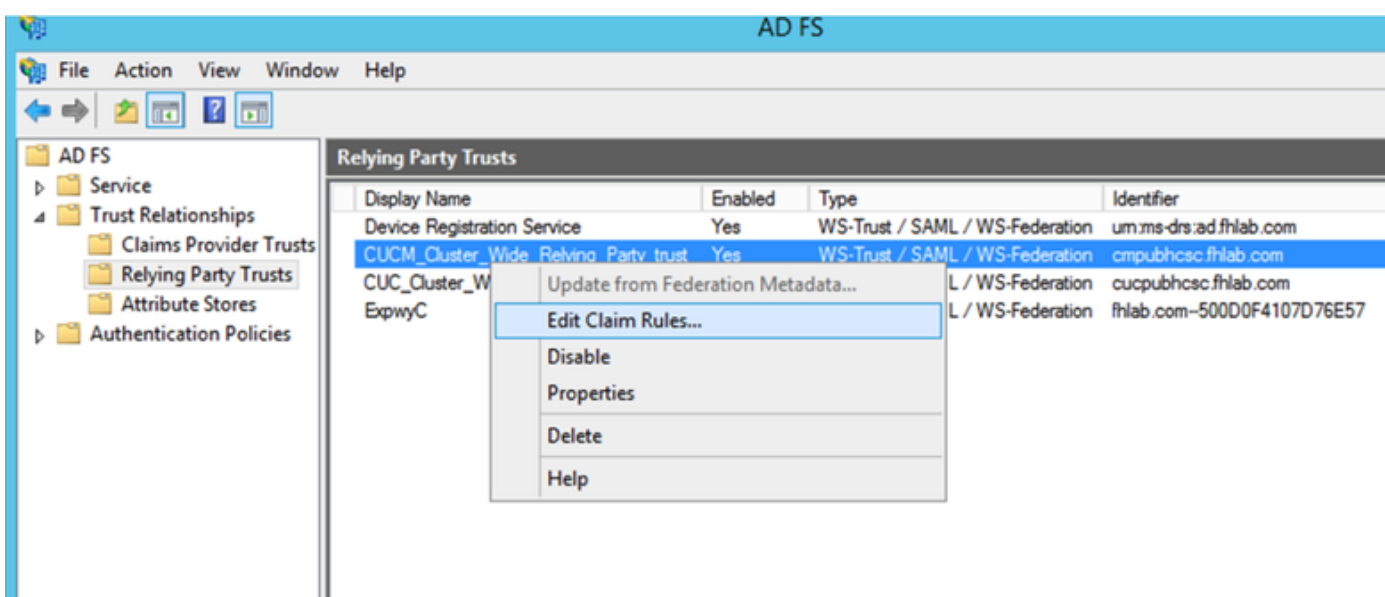 AD FS
File Action View Window Help
AD FS
Service
Trust Relationships
Claims Provider Trusts
Relying Party Trusts
Attribute Stores
Authentication Policies
Relying Party Trusts
Display Name Enabled Type Identifier
Device Registration Service Yes WS-Trust / SAML / WS-Federation urn:ms-drs:ad.fhlab.com
CUCM_Cluster_Wide_Relying_Party_trust Yes WS-Trust / SAML / WS-Federation cmpubhcsc.fhlab.com
CUC_Cluster_W L / WS-Federation cucpubhcsc.fhlab.com
ExpwyC L / WS-Federation fhlab.com--500D0F4107D76E57
Update from Federation Metadata...
Edit Claim Rules...
Disable
Properties
Delete
Help